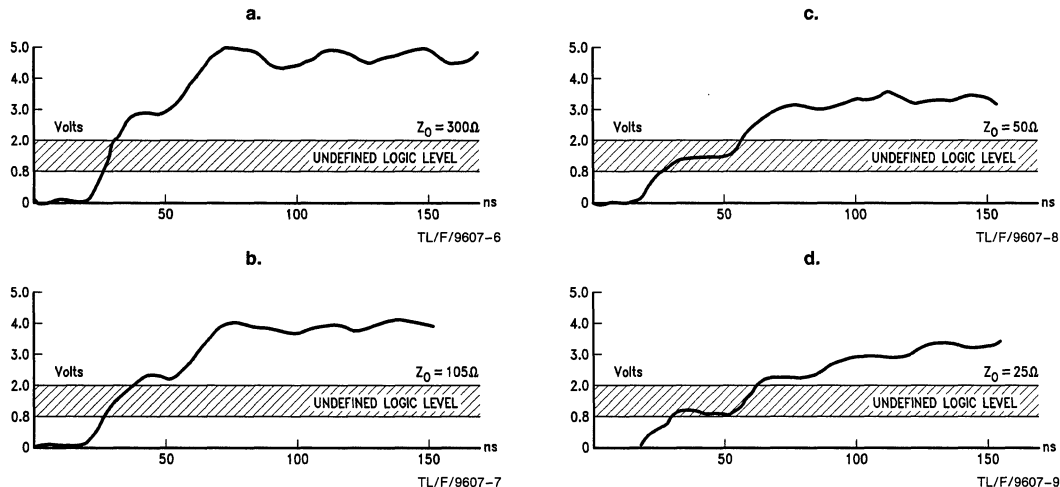 a.
5.0
4.0
3.0
Volts
Z₀ = 300Ω
2.0
UNDEFINED LOGIC LEVEL
0.8
0
50
100
150
ns
TL/F/9607–6
b.
5.0
4.0
3.0
Volts
Z₀ = 105Ω
2.0
UNDEFINED LOGIC LEVEL
0.8
0
50
100
150
ns
TL/F/9607–7
c.
5.0
4.0
3.0
Volts
Z₀ = 50Ω
2.0
UNDEFINED LOGIC LEVEL
0.8
0
50
100
150
ns
TL/F/9607–8
d.
5.0
4.0
3.0
Volts
Z₀ = 25Ω
2.0
UNDEFINED LOGIC LEVEL
0.8
0
50
100
150
ns
TL/F/9607–9